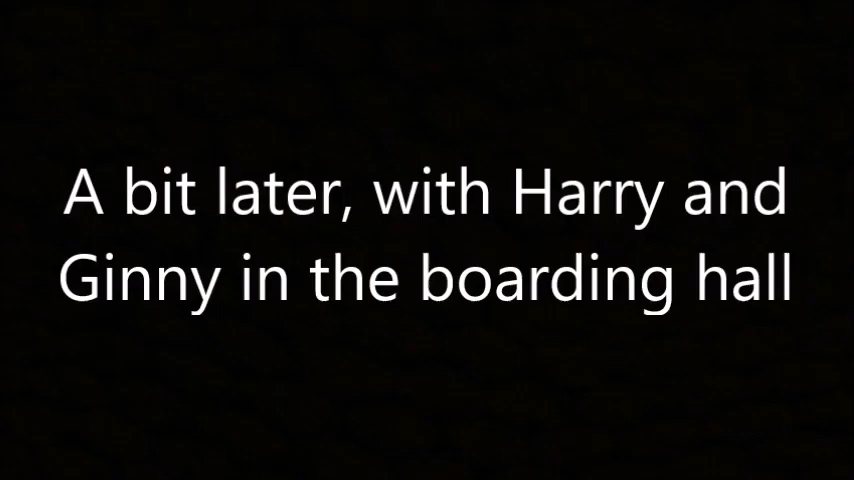 A bit later, with Harry and
Ginny in the boarding hall